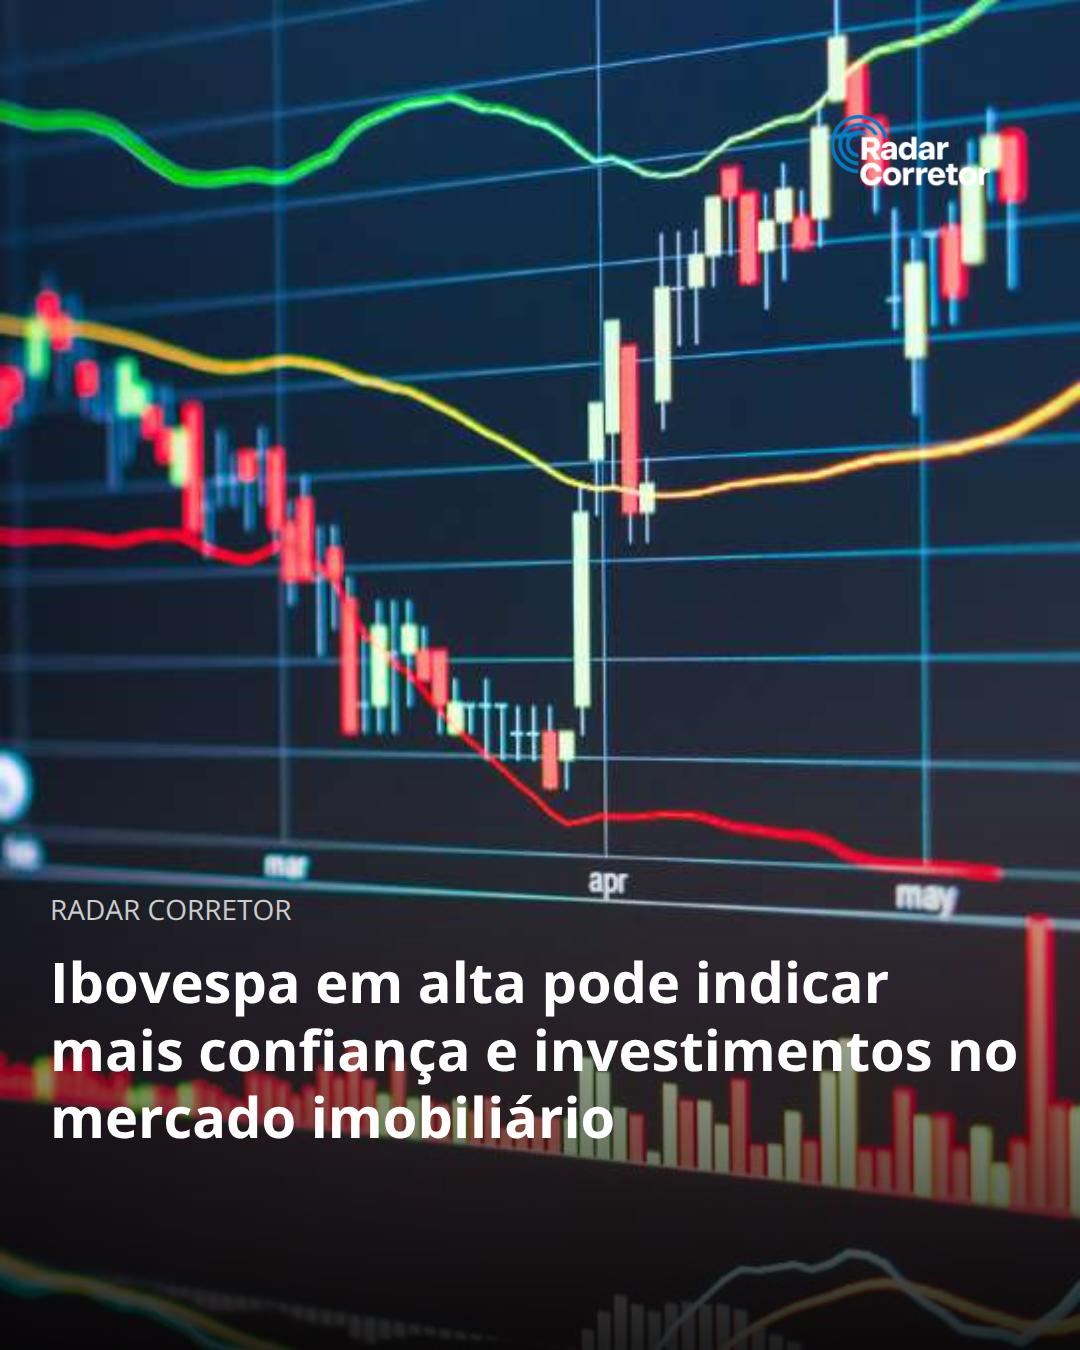 Radar
Corretor
mar
apr
may
RADAR CORRETOR
Ibovespa em alta pode indicar
mais confiança e investimentos no
mercado imobiliário